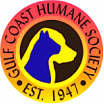 GULF COAST HUMANE SOCIETY
• EST. 1947 •